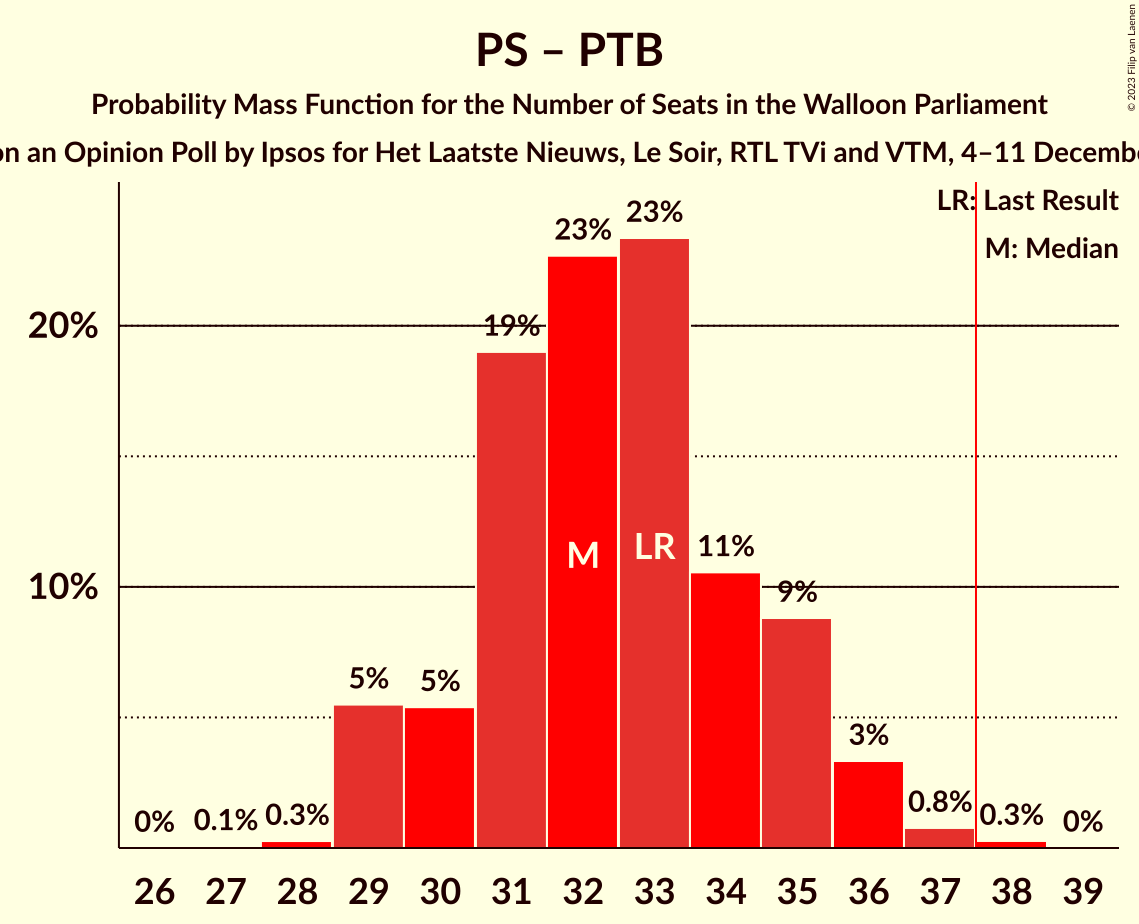 PS – PTB
Probability Mass Function for the Number of Seats in the Walloon Parliament
on an Opinion Poll by Ipsos for Het Laatste Nieuws, Le Soir, RTL TVi and VTM, 4–11
© 2023 Filip van Laenen
LR: Last Result
M: Median
23%
23%
20%
19%
M
LR
11%
10%
9%
5%
5%
3%
0%
0.1%
0.3%
0.8%
0.3%
0%
26 27 28 29 30 31 32 33 34 35 36 37 38 39